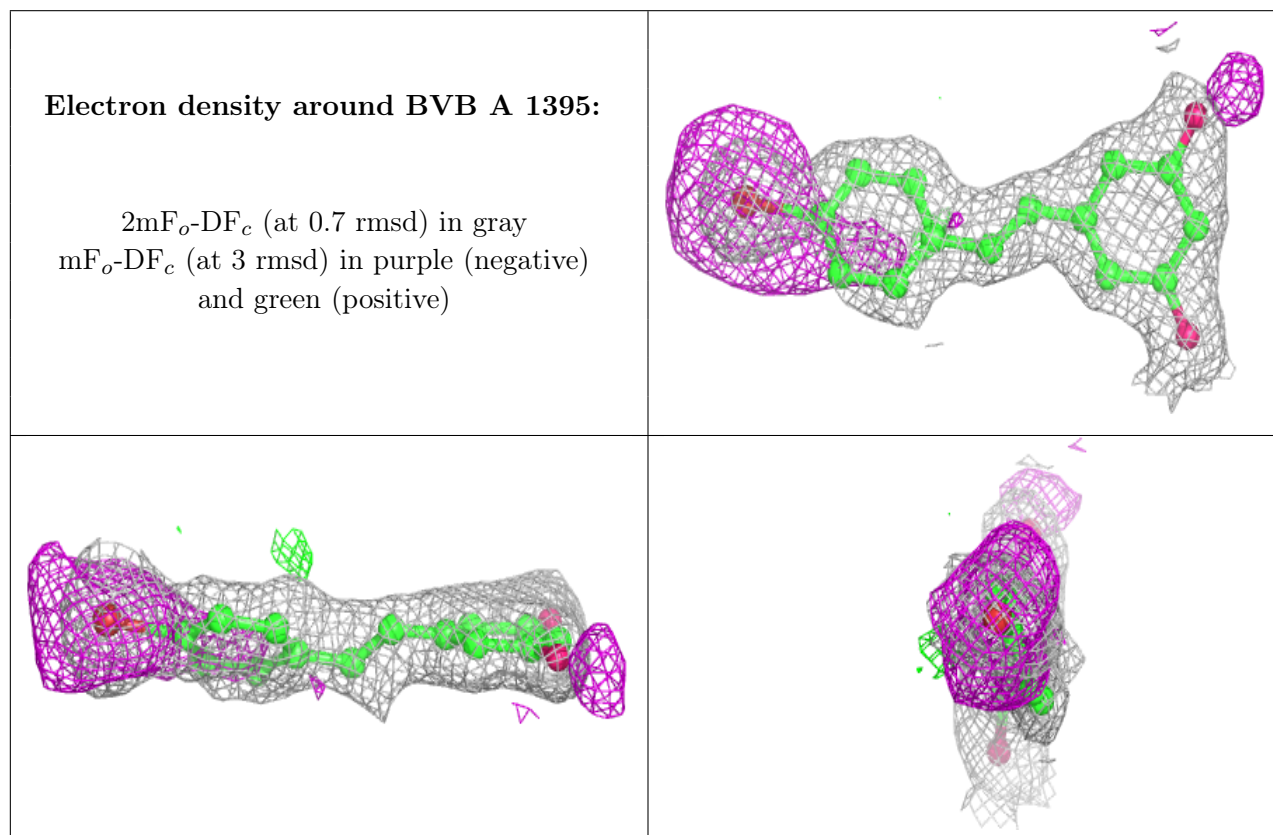 Electron density around BVB A 1395:
2mFo-DFc (at 0.7 rmsd) in gray
mFo-DFc (at 3 rmsd) in purple (negative)
and green (positive)